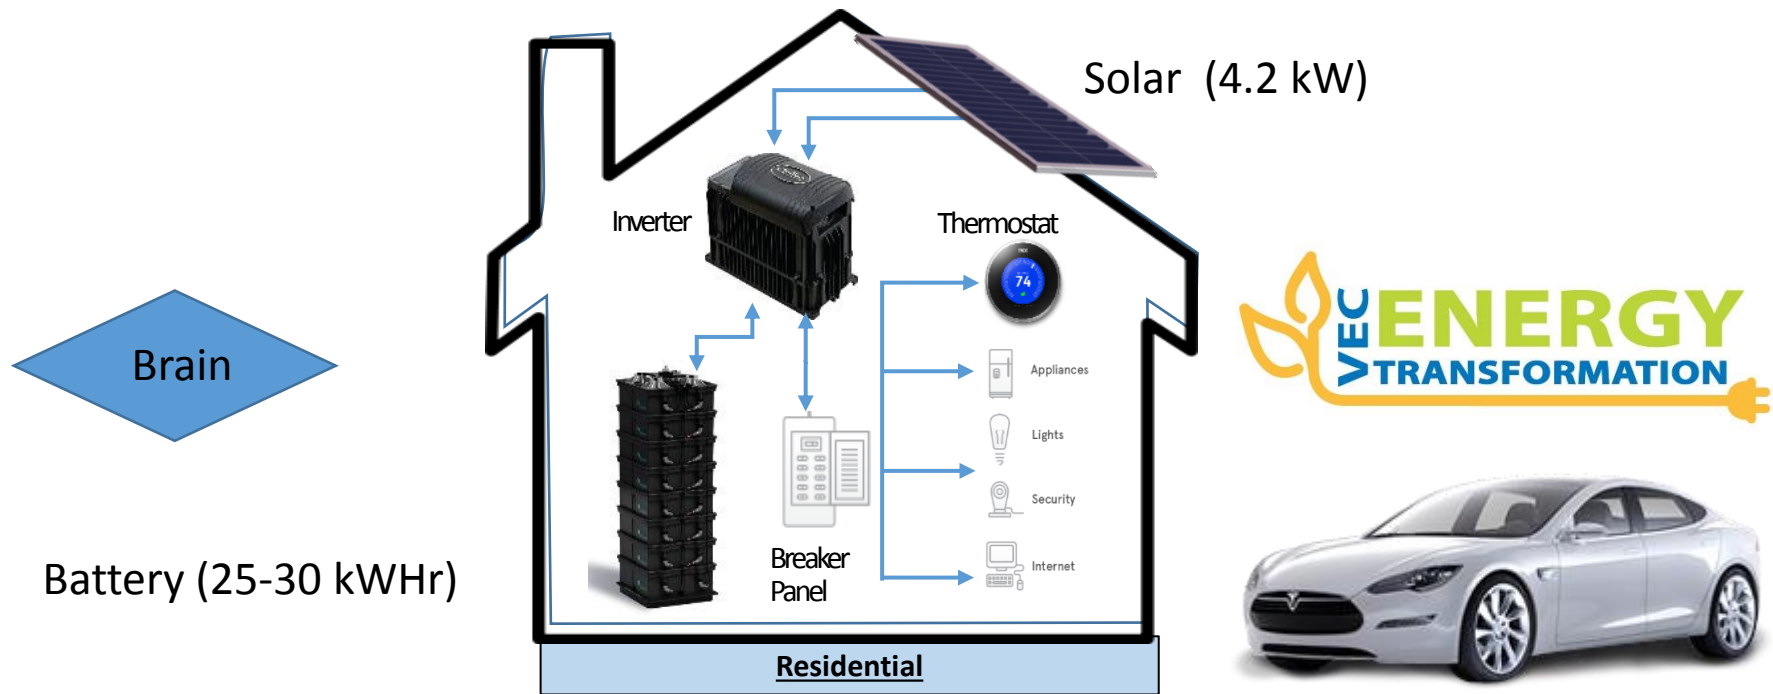 Solar (4.2 kW)
Inverter
Thermostat
74
VEC
ENERGY
TRANSFORMATION
Brain
Appliances
Lights
Security
Internet
Breaker
Panel
Battery (25-30 kWHr)
Residential